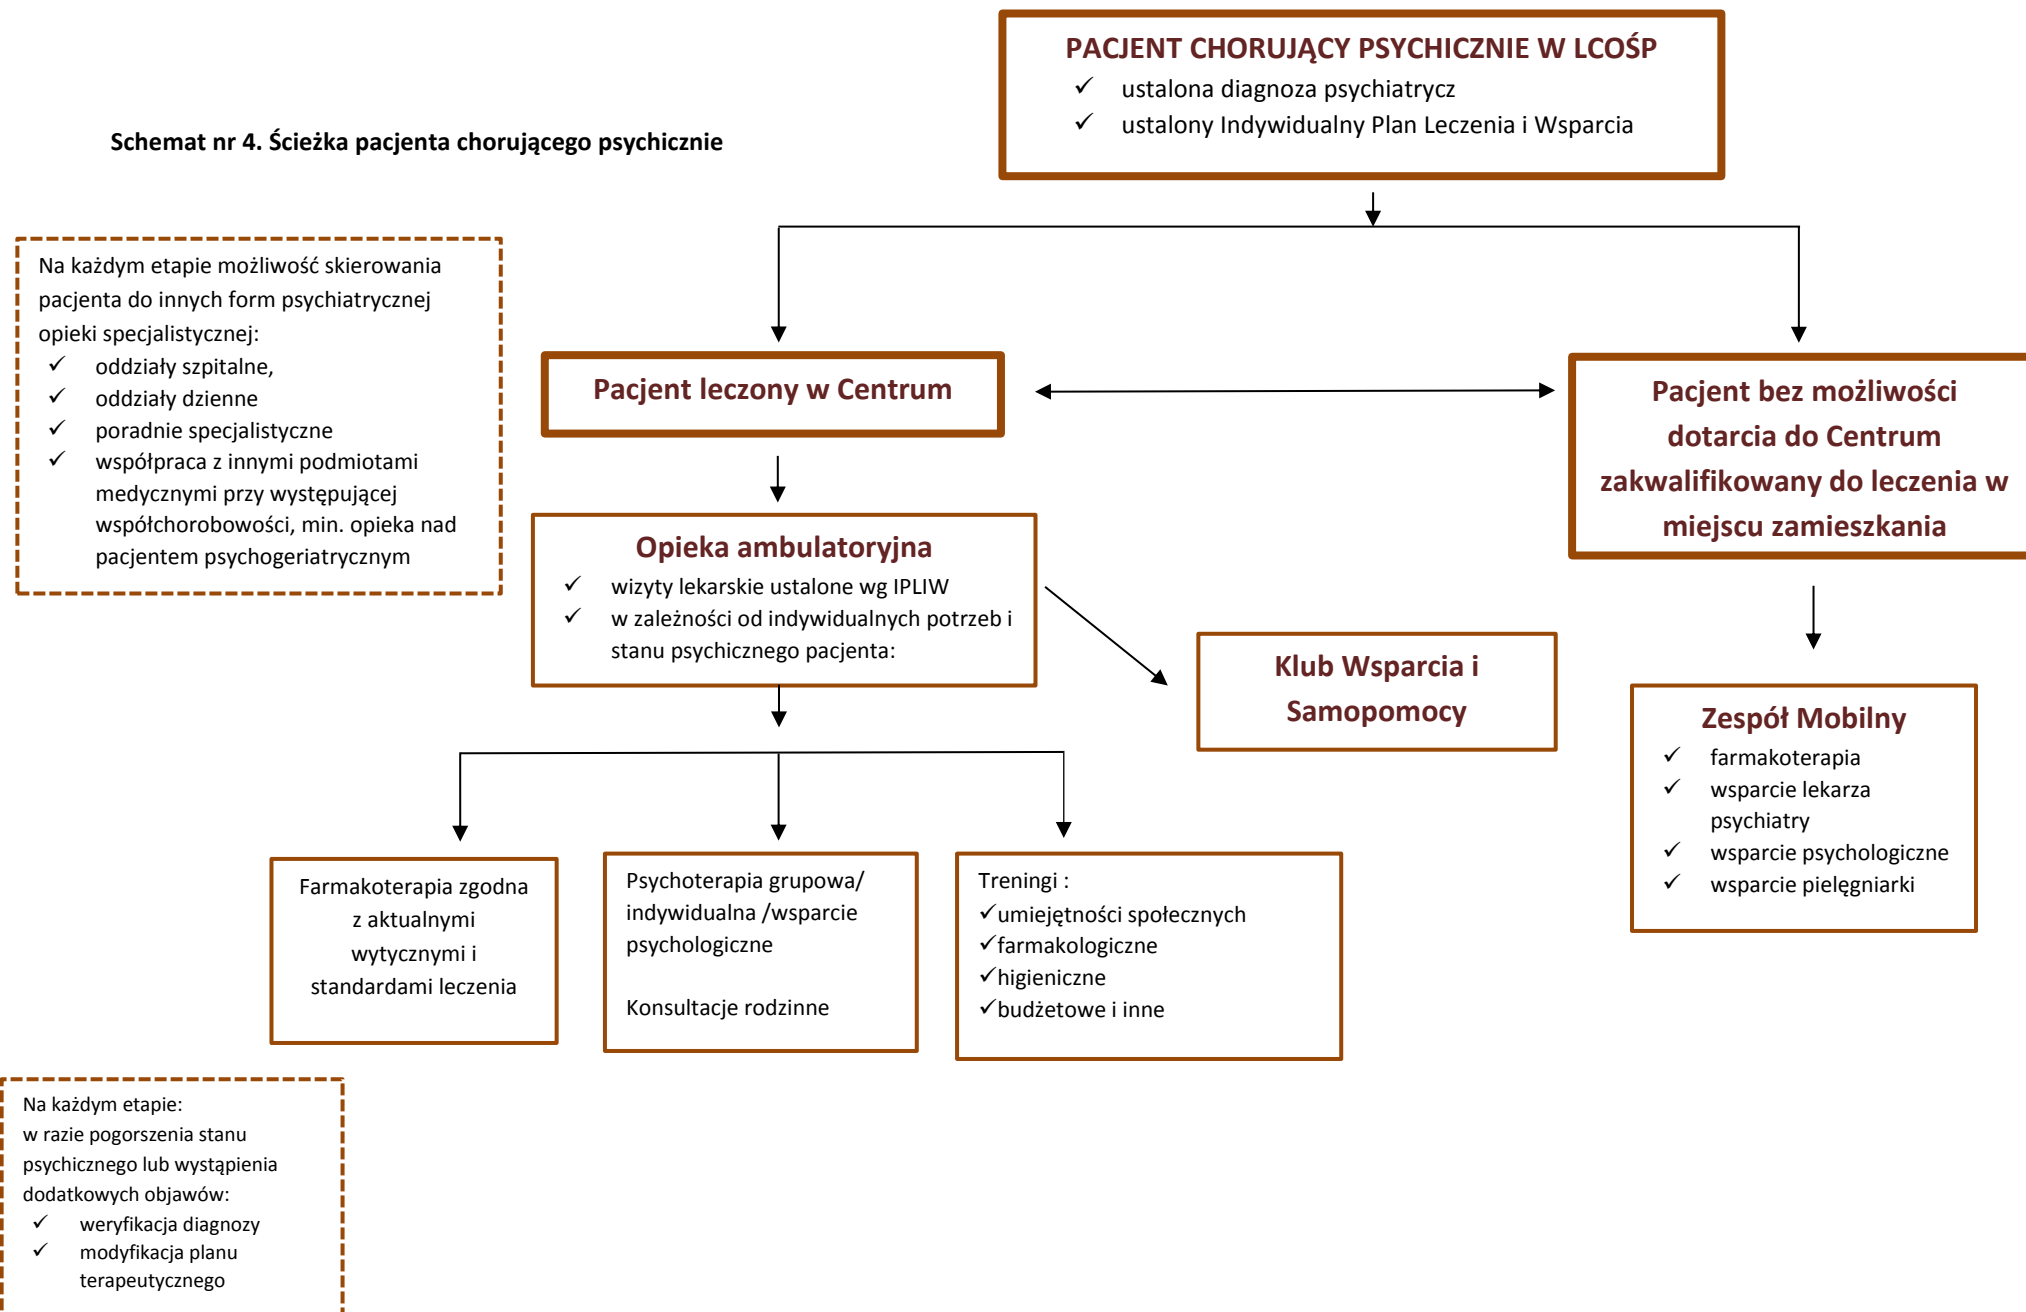 PACJENT CHORUJĄCY PSYCHICZNIE W LCOŚP
✓ ustalona diagnoza psychiatrycz
✓ ustalony Indywidualny Plan Leczenia i Wsparcia
Schemat nr 4. Ścieżka pacjenta chorującego psychicznie
Na każdym etapie możliwość skierowania
pacjenta do innych form psychiatrycznej
opieki specjalistycznej:
✓ oddziały szpitalne,
✓ oddziały dzienne
✓ poradnie specjalistyczne
✓ współpraca z innymi podmiotami
medycznymi przy występującej
współchorobowości, min. opieka nad
pacjentem psychogeriatrycznym
Pacjent leczony w Centrum
Pacjent bez możliwości
dotarcia do Centrum
zakwalifikowany do leczenia w
miejscu zamieszkania
Opieka ambulatoryjna
✓ wizyty lekarskie ustalone wg IPLIW
✓ w zależności od indywidualnych potrzeb i
stanu psychicznego pacjenta:
Klub Wsparcia i
Samopomocy
Zespół Mobilny
✓ farmakoterapia
✓ wsparcie lekarza
psychiatry
✓ wsparcie psychologiczne
✓ wsparcie pielęgniarki
Farmakoterapia zgodna
z aktualnymi
wytycznymi i
standardami leczenia
Psychoterapia grupowa/
indywidualna /wsparcie
psychologiczne
Konsultacje rodzinne
Treningi :
✓umiejętności społecznych
✓farmakologiczne
✓higieniczne
✓budżetowe i inne
Na każdym etapie:
w razie pogorszenia stanu
psychicznego lub wystąpienia
dodatkowych objawów:
✓ weryfikacja diagnozy
✓ modyfikacja planu
terapeutycznego